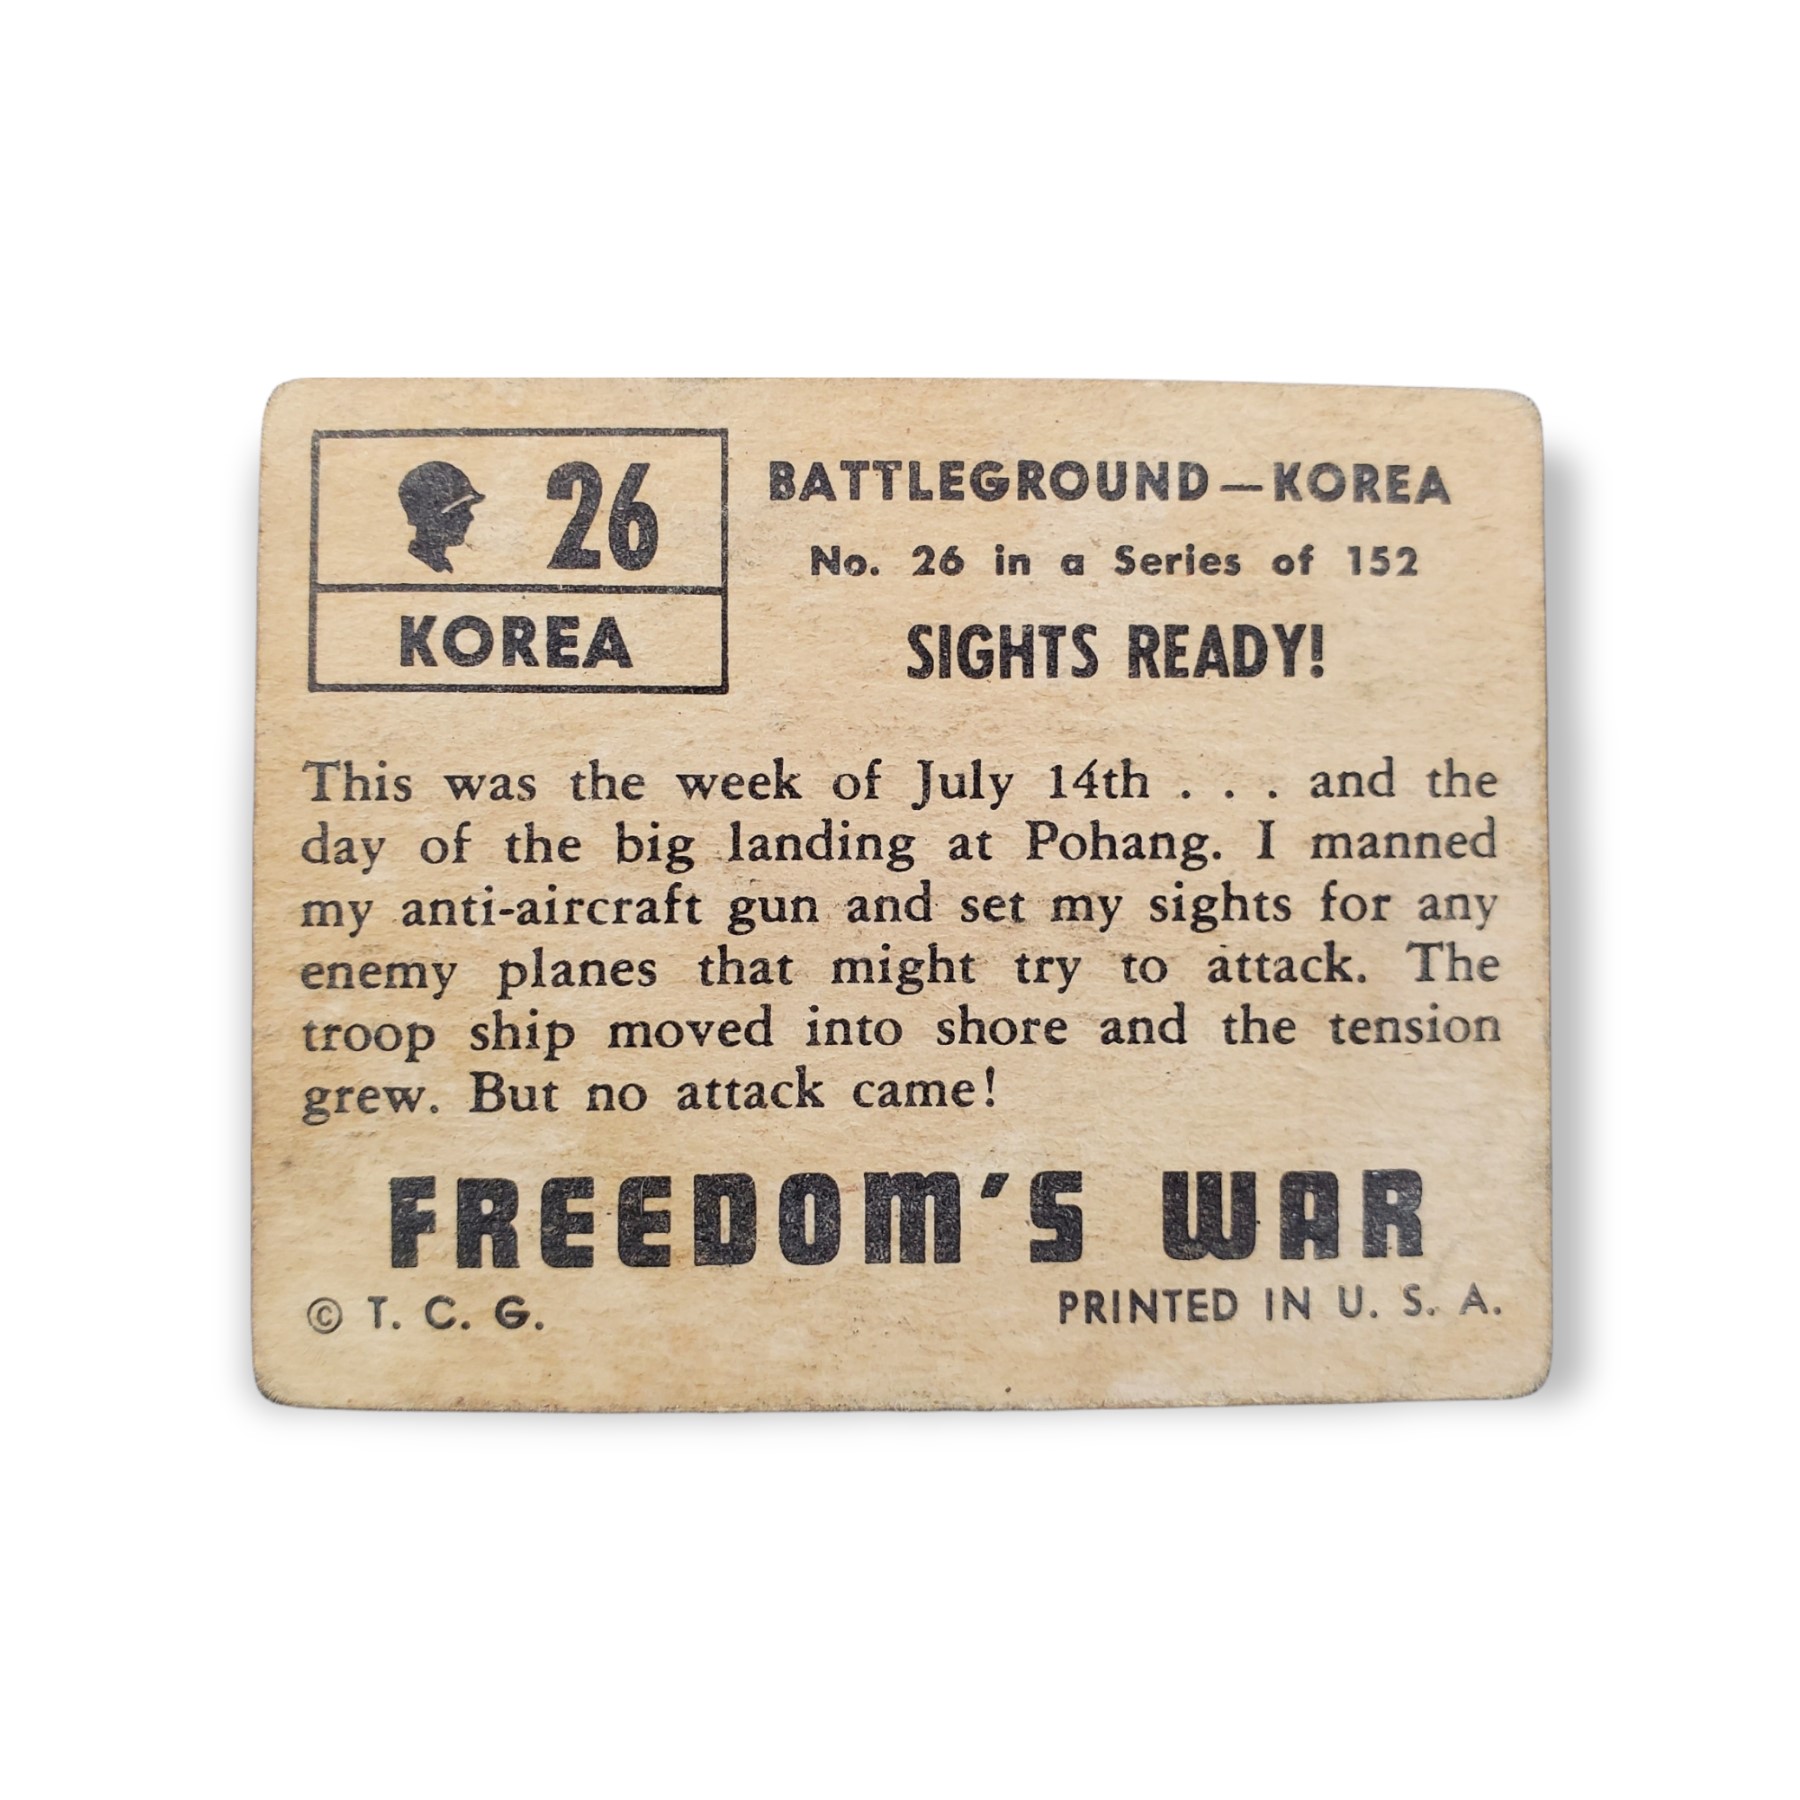 26
KOREA
BATTLEGROUND—KOREA
No. 26 in a Series of 152
SIGHTS READY!
This was the week of July 14th . . . and the
day of the big landing at Pohang. I manned
my anti-aircraft gun and set my sights for any
enemy planes that might try to attack. The
troop ship moved into shore and the tension
grew. But no attack came!
FREEDOM'S WAR
© T. C. G.
PRINTED IN U. S. A.